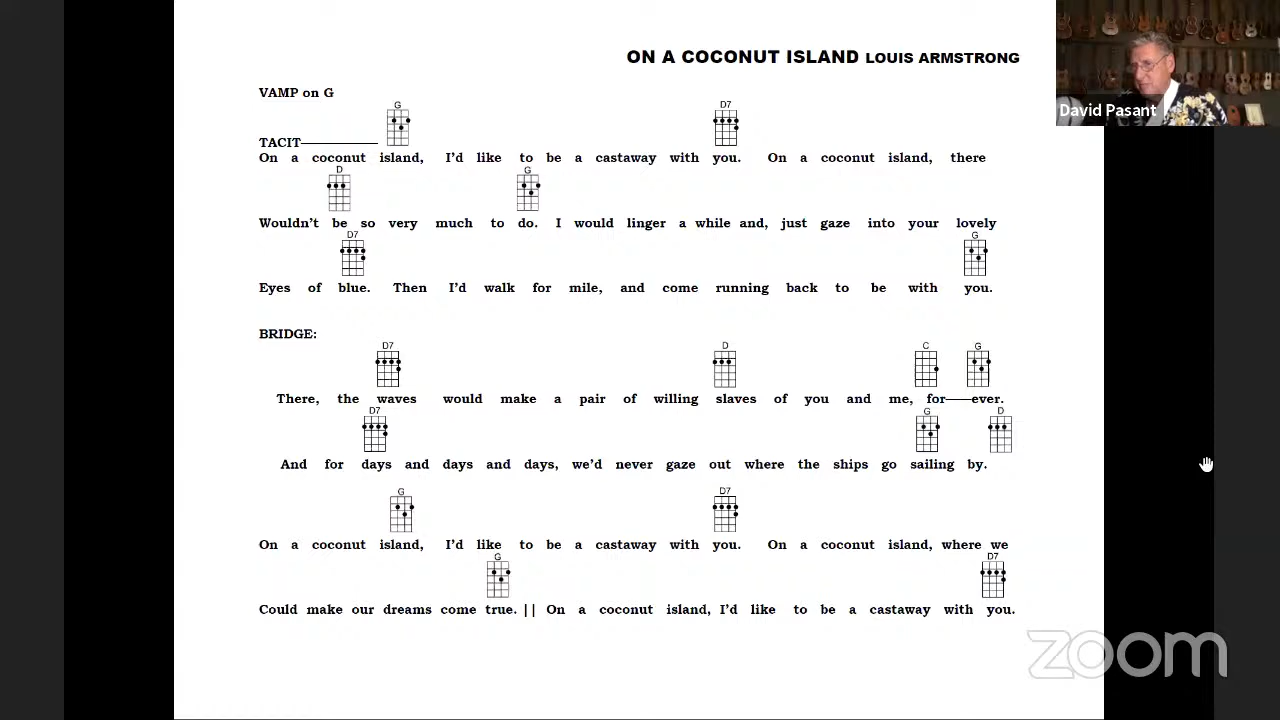 ON A COCONUT ISLAND LOUIS ARMSTRONG
David Pasant
VAMP on G
G D7
TACIT
On a coconut island, I'd like to be a castaway with you. On a coconut island, there
D G
Wouldn't be so very much to do. I would linger a while and, just gaze into your lovely
D7 G
Eyes of blue. Then I'd walk for mile, and come running back to be with you.
BRIDGE:
D7 D C G
There, the waves would make a pair of willing slaves of you and me, for——ever.
D7 G D
And for days and days and days, we'd never gaze out where the ships go sailing by.
G D7
On a coconut island, I'd like to be a castaway with you. On a coconut island, where we
G D7
Could make our dreams come true. || On a coconut island, I'd like to be a castaway with you.
zoom